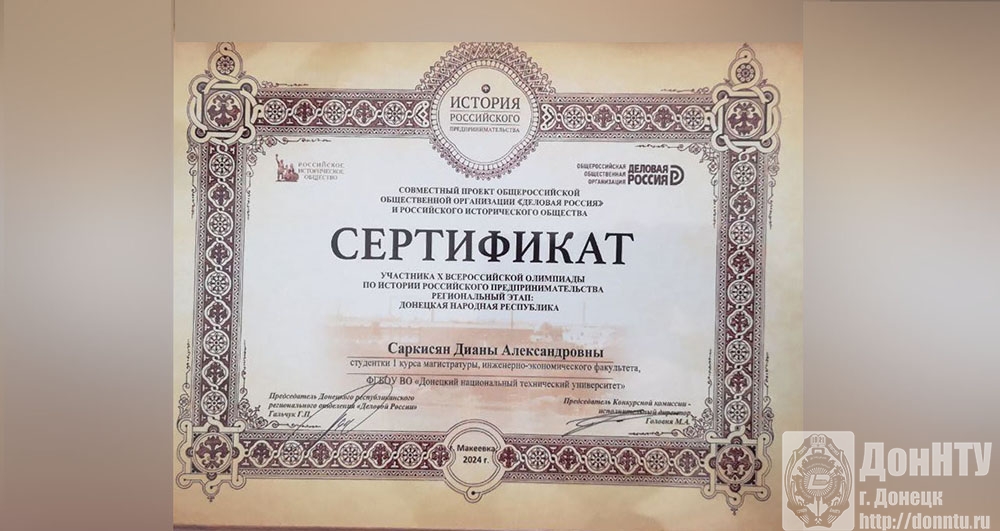 ИСТОРИЯ
РОССИЙСКОГО
ПРЕДПРИНИМАТЕЛЬСТВА
РОССИЙСКОЕ
ИСТОРИЧЕСКОЕ
ОБЩЕСТВО
ОБЩЕРОССИЙСКАЯ
ОБЩЕСТВЕННАЯ
ОРГАНИЗАЦИЯ
ДЕЛОВАЯ
РОССИЯ
СОВМЕСТНЫЙ ПРОЕКТ ОБЩЕРОССИЙСКОЙ
ОБЩЕСТВЕННОЙ ОРГАНИЗАЦИИ «ДЕЛОВАЯ РОССИЯ»
И РОССИЙСКОГО ИСТОРИЧЕСКОГО ОБЩЕСТВА
СЕРТИФИКАТ
УЧАСТНИКА X ВСЕРОССИЙСКОЙ ОЛИМПИАДЫ
ПО ИСТОРИИ РОССИЙСКОГО ПРЕДПРИНИМАТЕЛЬСТВА
РЕГИОНАЛЬНЫЙ ЭТАП:
ДОНЕЦКАЯ НАРОДНАЯ РЕСПУБЛИКА
Саркисян Дианы Александровны
студентки 1 курса магистратуры, инженерно-экономического факультета,
ФГБОУ ВО «Донецкий национальный технический университет»
Председатель Донецкого республиканского
регионального отделения «Деловой России»
Гальчук Г.П.
Председатель Конкурсной комиссии -
исполнительный директор
Головня М.А.
г. Макеевка
2024 г.
ДонНТУ
г. Донецк
http://donntu.ru